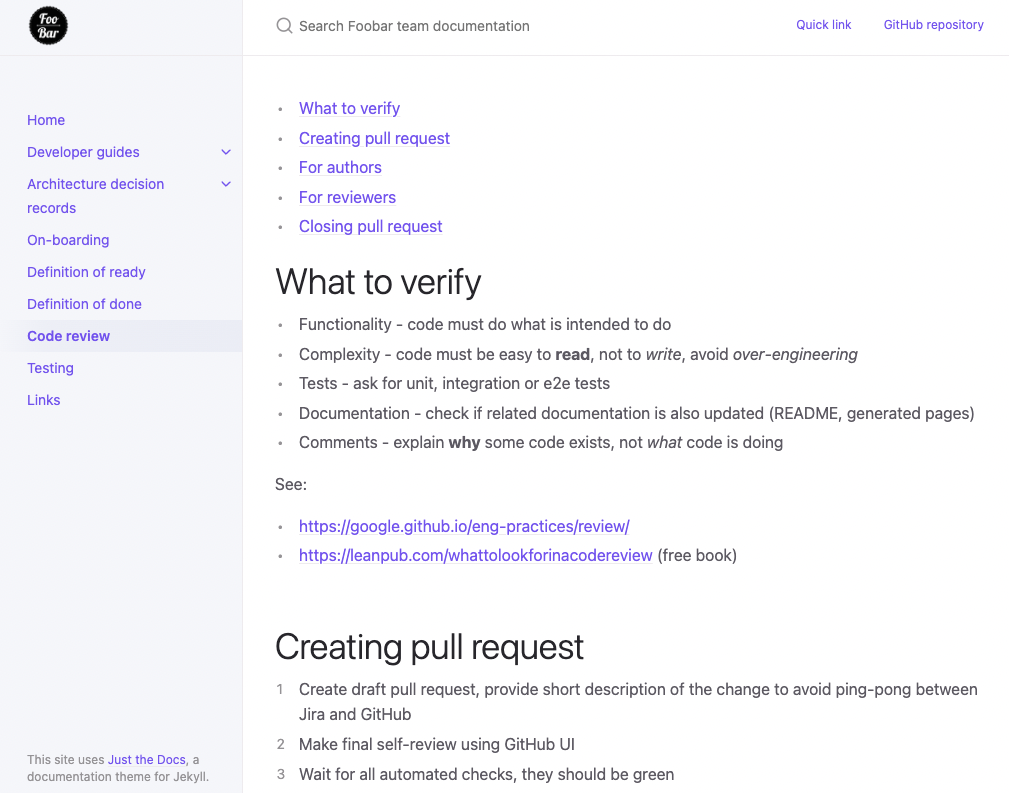 Foo
Bar
Search Foobar team documentation
Quick link
GitHub repository
Home
Developer guides
Architecture decision
records
On-boarding
Definition of ready
Definition of done
Code review
Testing
Links
This site uses Just the Docs, a
documentation theme for Jekyll.
What to verify
Creating pull request
For authors
For reviewers
Closing pull request
What to verify
Functionality - code must do what is intended to do
Complexity - code must be easy to read, not to write, avoid over-engineering
Tests - ask for unit, integration or e2e tests
Documentation - check if related documentation is also updated (README, generated pages)
Comments - explain why some code exists, not what code is doing
See:
https://google.github.io/eng-practices/review/
https://leanpub.com/whattolookforinacodereview (free book)
Creating pull request
1 Create draft pull request, provide short description of the change to avoid ping-pong between
Jira and GitHub
2 Make final self-review using GitHub UI
3 Wait for all automated checks, they should be green